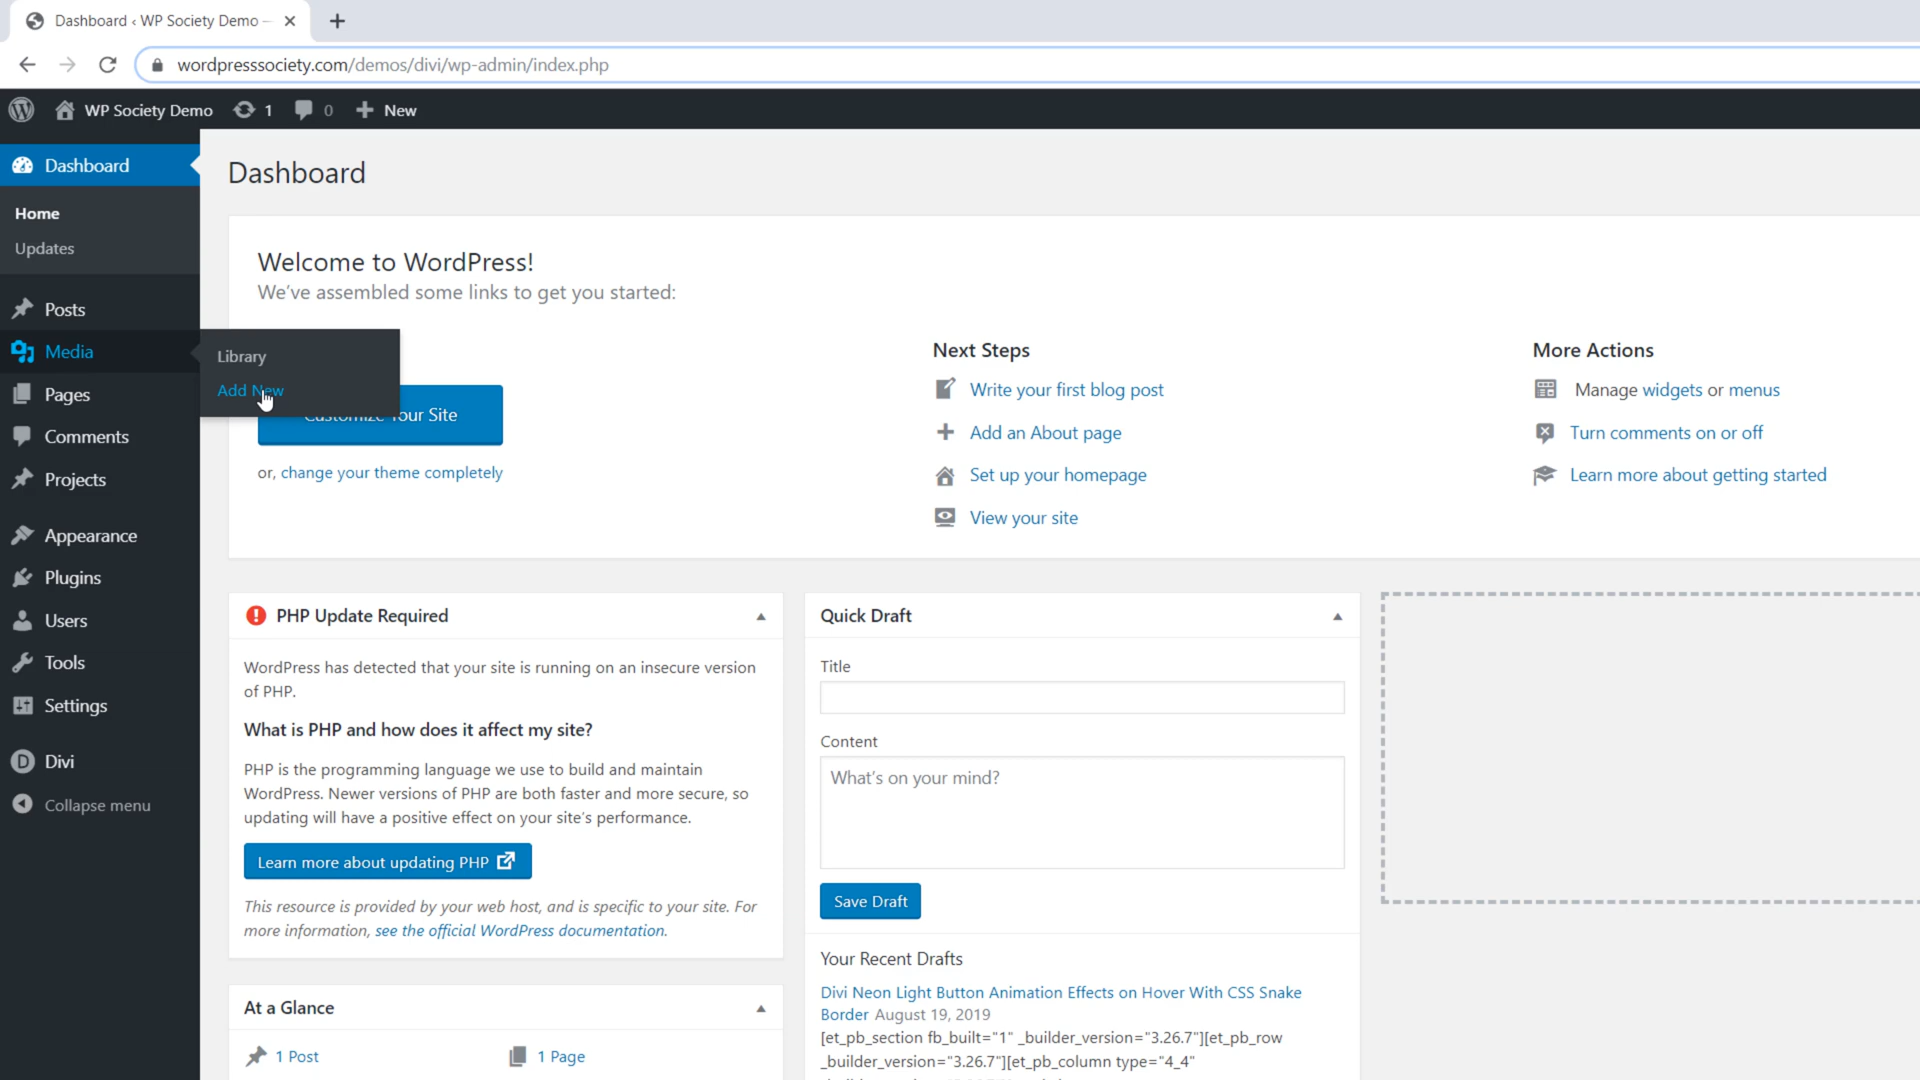 Dashboard ‹ WP Society Demo —
wordpresssociety.com/demos/divi/wp-admin/index.php
WP Society Demo 1 0 New
Dashboard
Home
Updates
Posts
Media
Pages
Comments
Projects
Appearance
Plugins
Users
Tools
Settings
Divi
Collapse menu
Library
Add New
Dashboard
Welcome to WordPress!
We've assembled some links to get you started:
Customize Your Site
or, change your theme completely
Next Steps
Write your first blog post
Add an About page
Set up your homepage
View your site
More Actions
Manage widgets or menus
Turn comments on or off
Learn more about getting started
PHP Update Required
WordPress has detected that your site is running on an insecure version
of PHP.
What is PHP and how does it affect my site?
PHP is the programming language we use to build and maintain
WordPress. Newer versions of PHP are both faster and more secure, so
updating will have a positive effect on your site's performance.
Learn more about updating PHP
This resource is provided by your web host, and is specific to your site. For
more information, see the official WordPress documentation.
At a Glance
1 Post
1 Page
Quick Draft
Title
Content
What's on your mind?
Save Draft
Your Recent Drafts
Divi Neon Light Button Animation Effects on Hover With CSS Snake
Border August 19, 2019
[et_pb_section fb_built="1" _builder_version="3.26.7"][et_pb_row
_builder_version="3.26.7"][et_pb_column type="4_4"